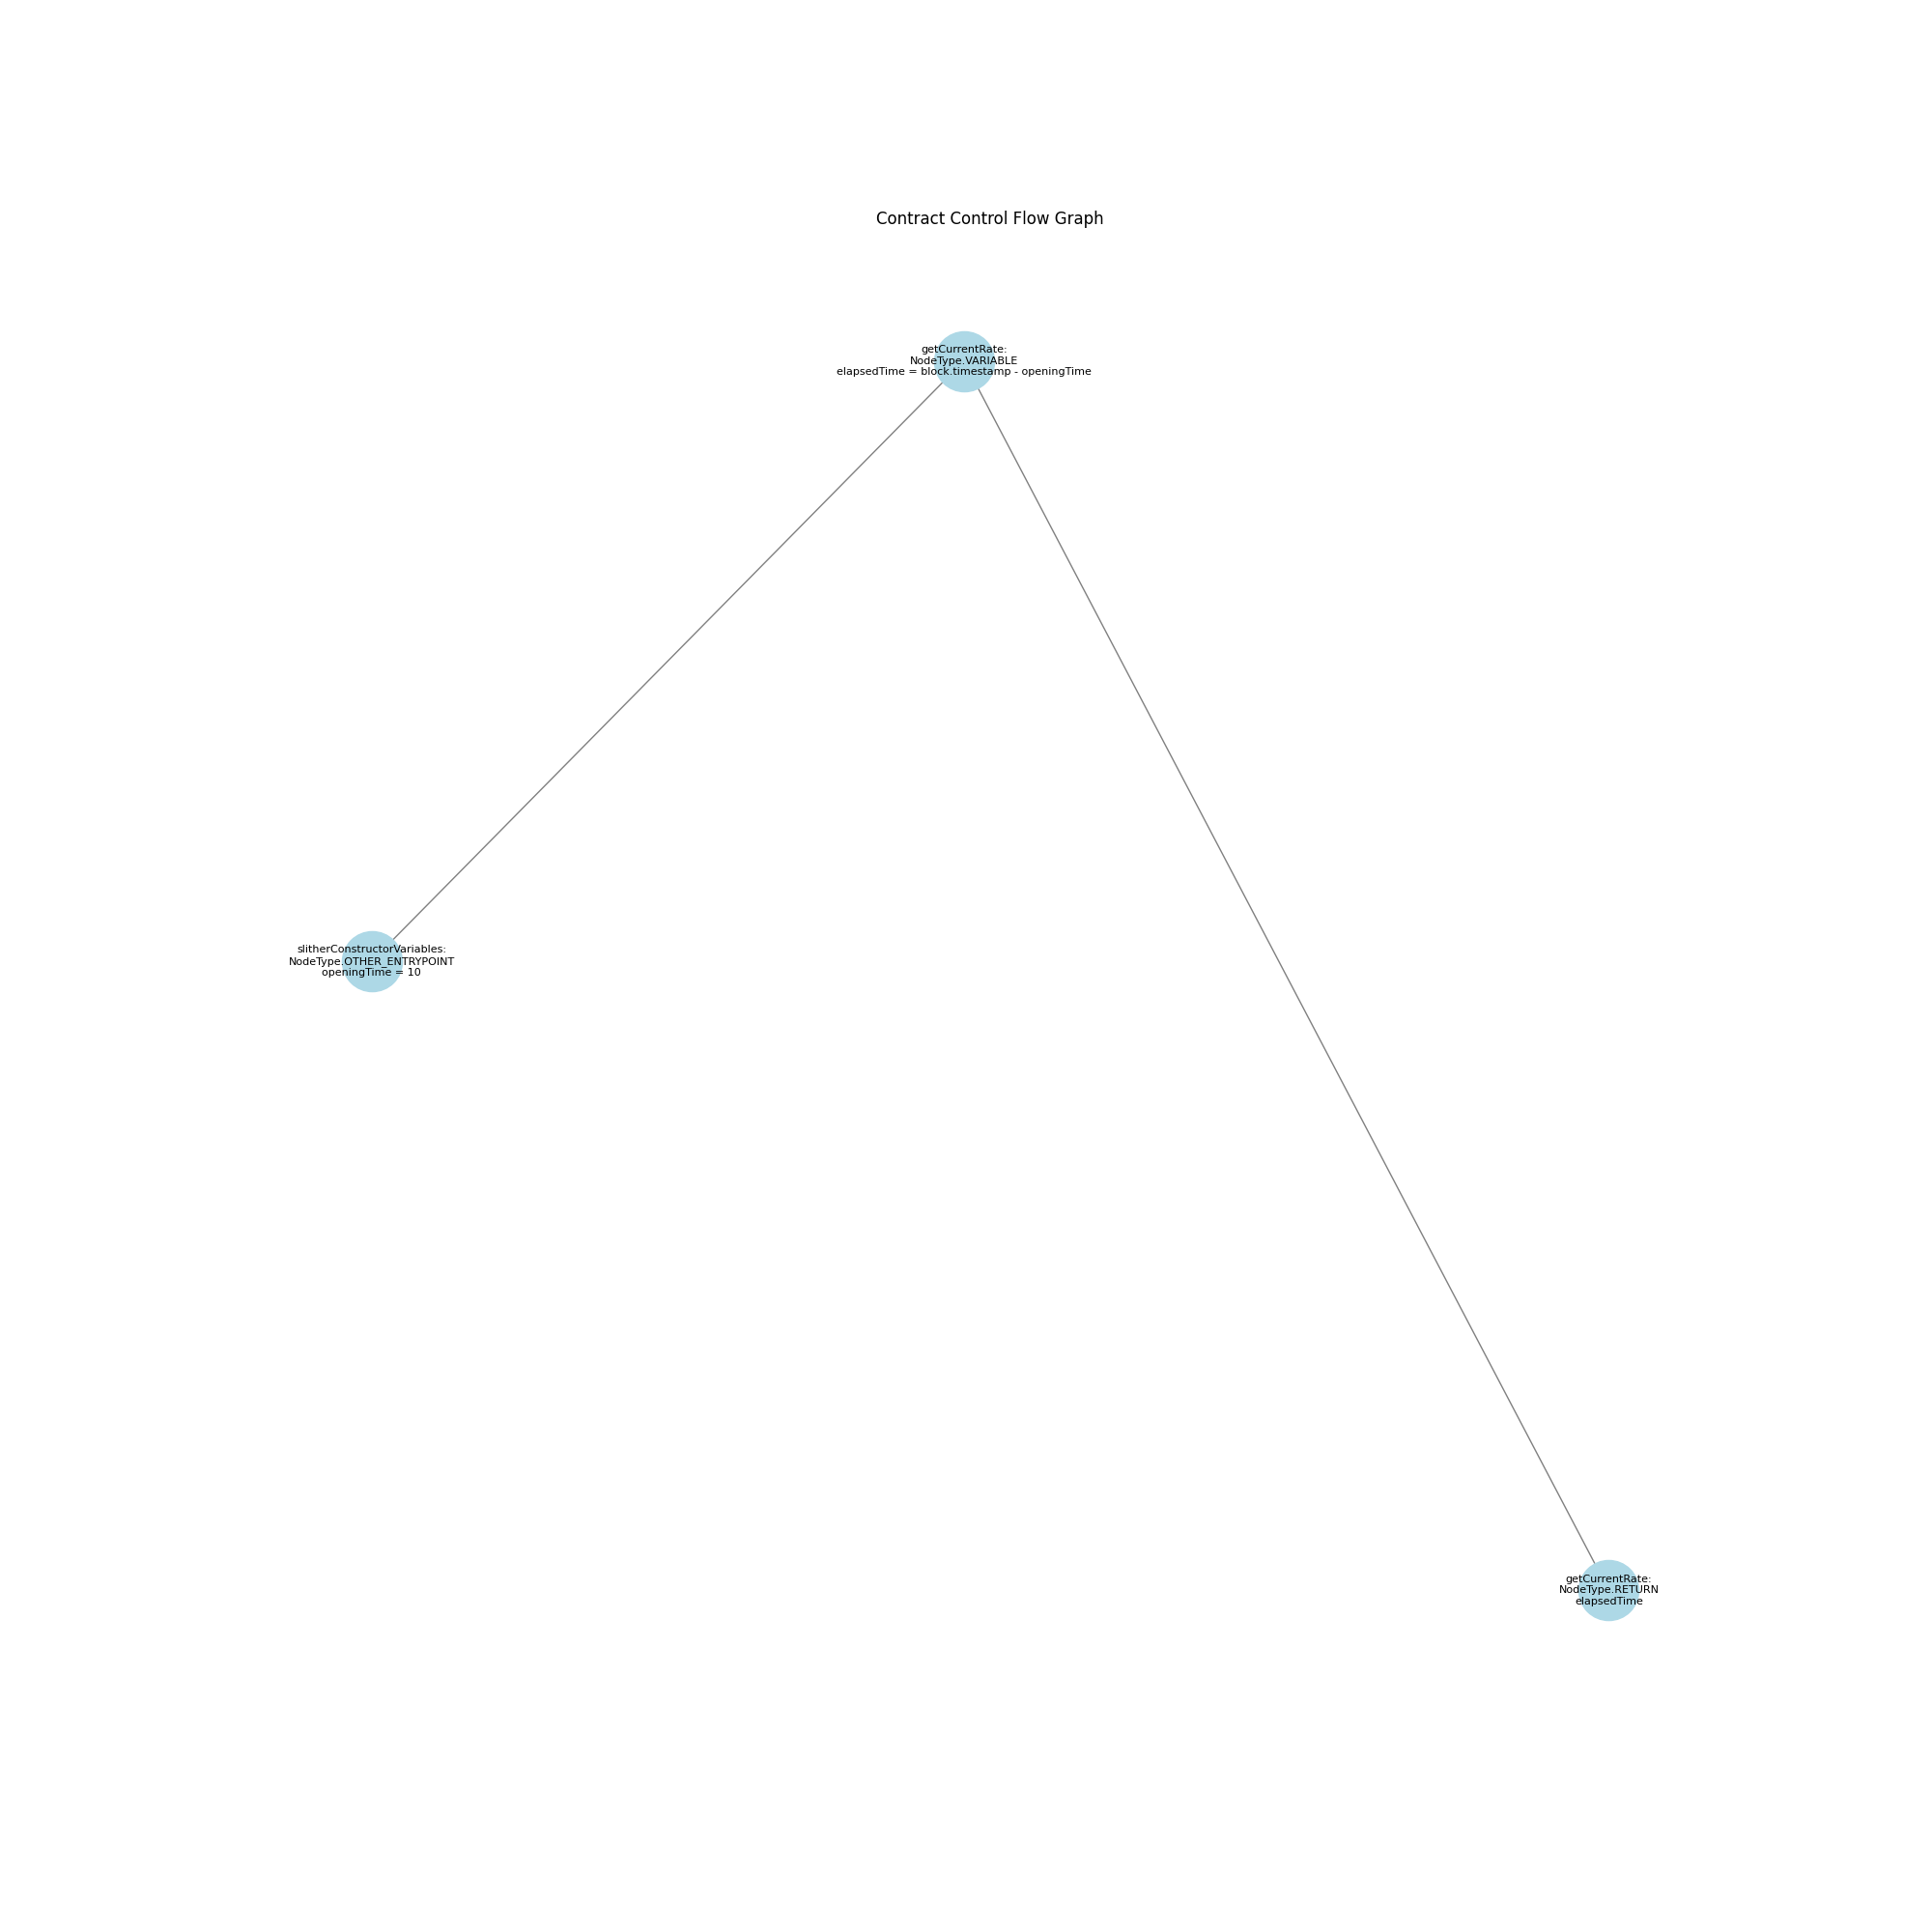 Contract Control Flow Graph
getCurrentRate:
NodeType.VARIABLE
elapsedTime = block.timestamp - openingTime
slitherConstructorVariables:
NodeType.OTHER_ENTRYPOINT
openingTime = 10
getCurrentRate:
NodeType.RETURN
elapsedTime